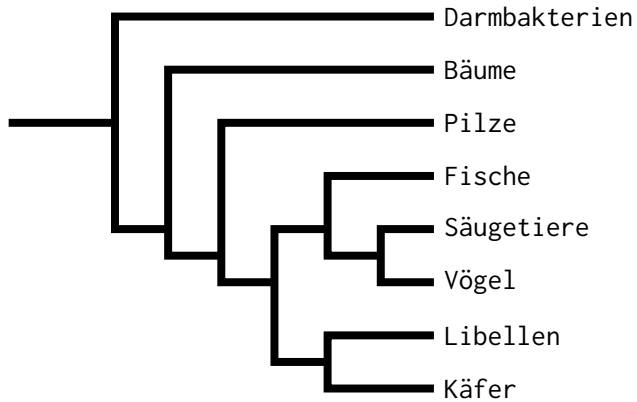 Darmbakterien
Bäume
Pilze
Fische
Säugetiere
Vögel
Libellen
Käfer